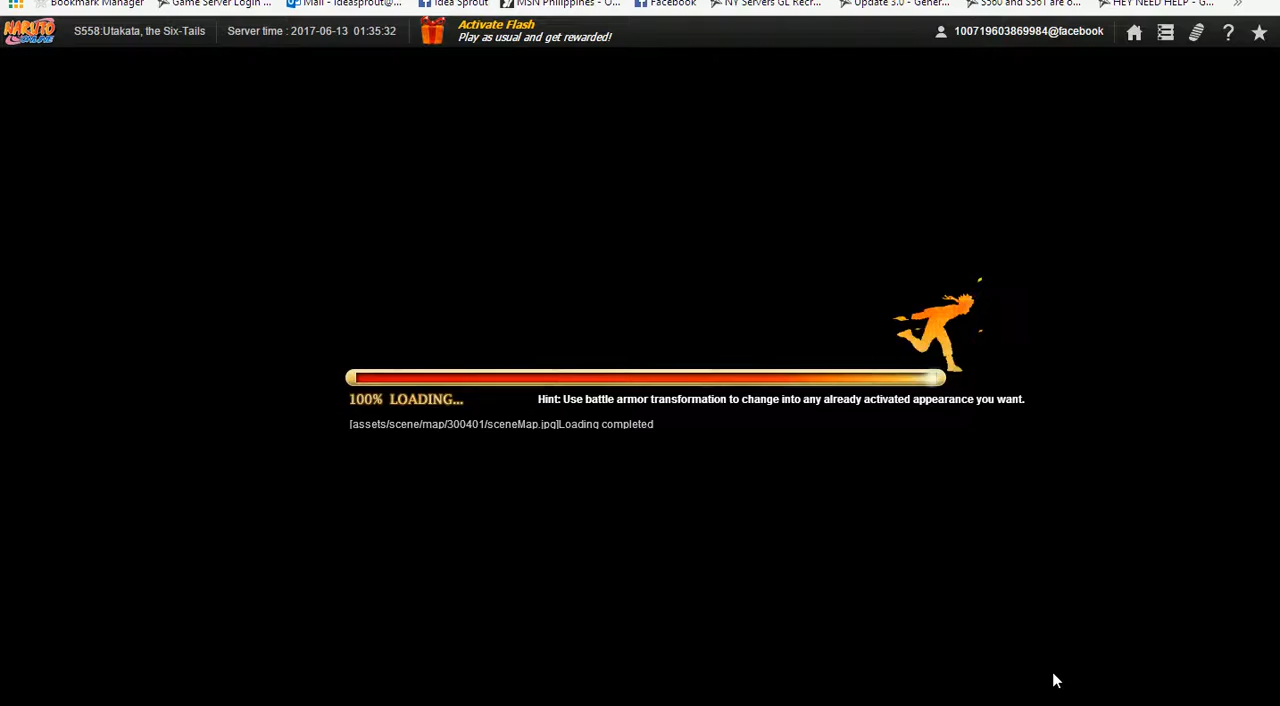 Bookmark Manager Game Server Login ... Mail - ideasprout@... Idea Sprout MSN Philippines - O... Facebook NY Servers GL Recr... Update 3.0 - Gener... S560 and S561 are o... HEY NEED HELP - G... »
NARUTO ONLINE S558:Utakata, the Six-Tails Server time : 2017-06-13 01:35:32 Activate Flash 100719603869984@facebook ?
Play as usual and get rewarded!
100% LOADING... Hint: Use battle armor transformation to change into any already activated appearance you want.
[assets/scene/map/300401/sceneMap.jpg]Loading completed